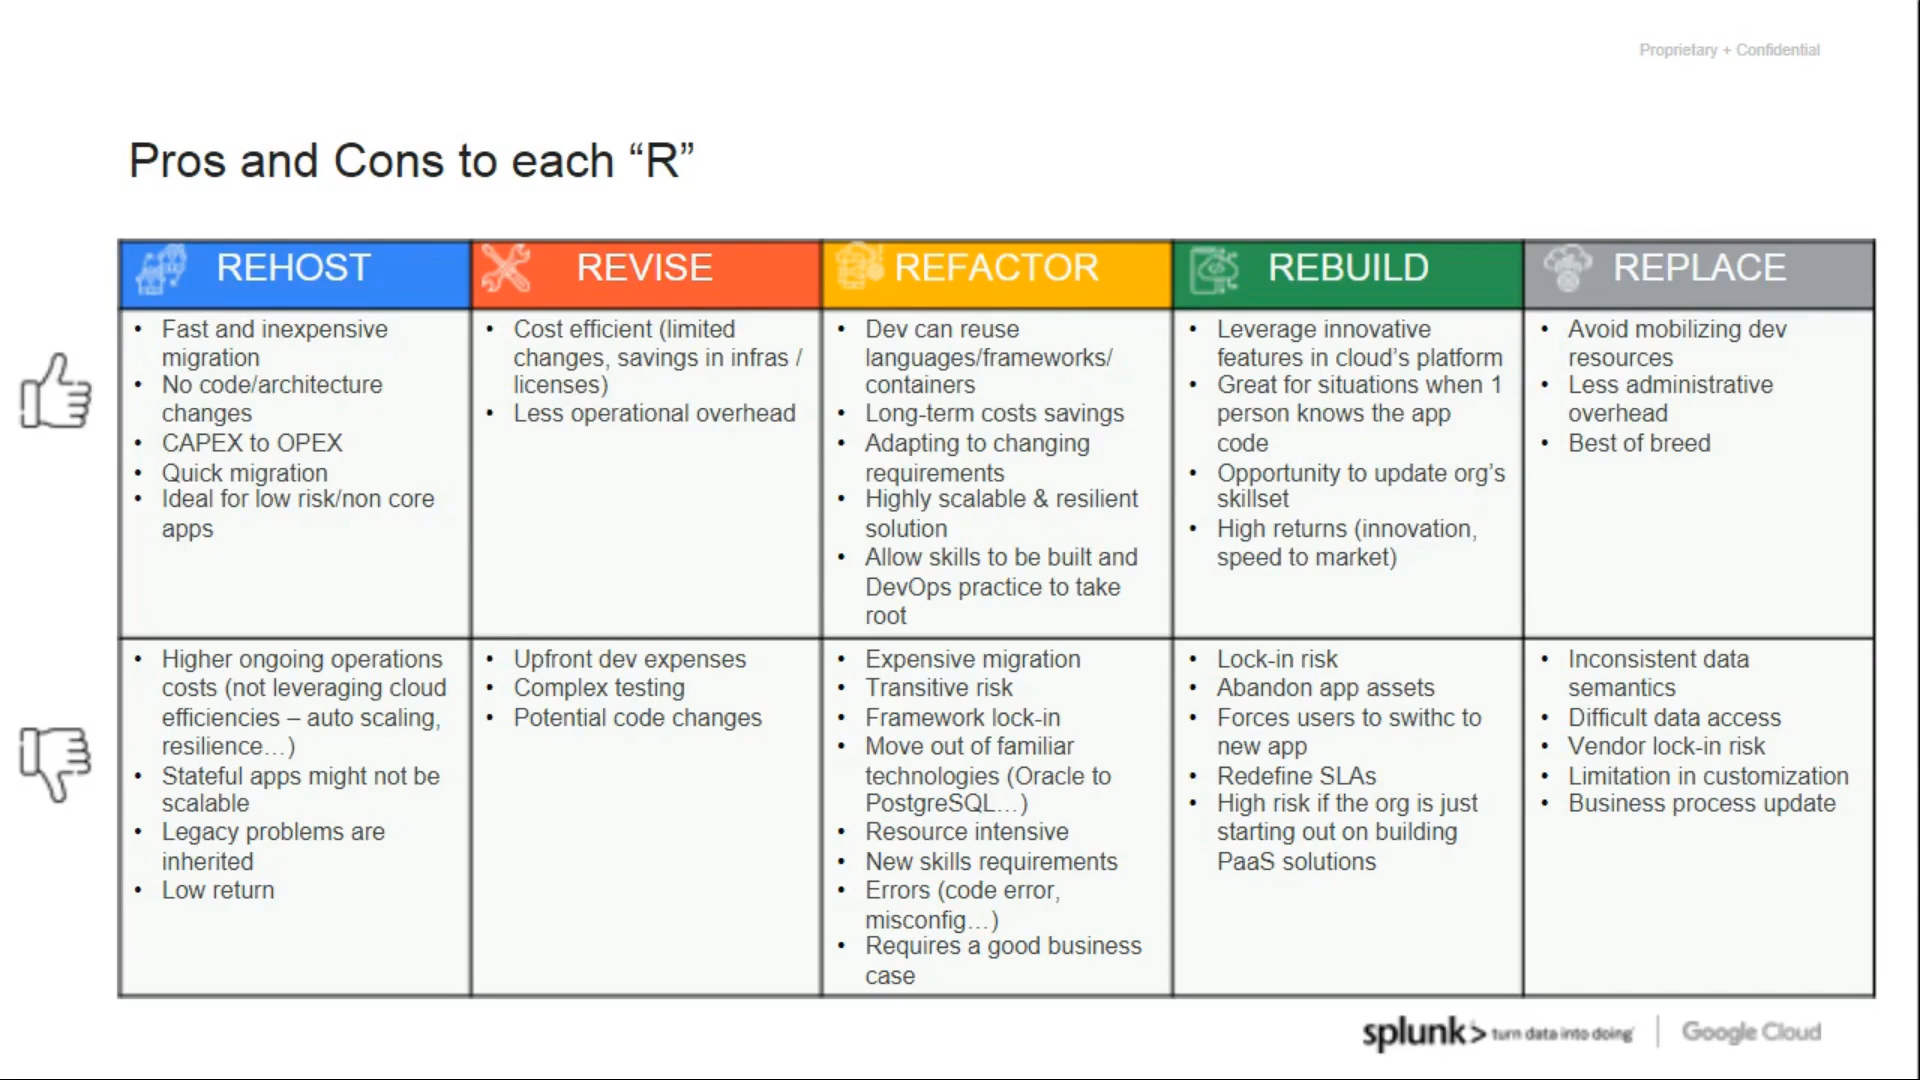 Proprietary + Confidential
Pros and Cons to each “R”
REHOST
REVISE
REFACTOR
REBUILD
REPLACE
• Fast and inexpensive
migration
• No code/architecture
changes
• CAPEX to OPEX
• Quick migration
• Ideal for low risk/non core
apps
• Cost efficient (limited
changes, savings in infras /
licenses)
• Less operational overhead
• Dev can reuse
languages/frameworks/
containers
• Long-term costs savings
• Adapting to changing
requirements
• Highly scalable & resilient
solution
• Allow skills to be built and
DevOps practice to take
root
• Leverage innovative
features in cloud’s platform
• Great for situations when 1
person knows the app
code
• Opportunity to update org’s
skillset
• High returns (innovation,
speed to market)
• Avoid mobilizing dev
resources
• Less administrative
overhead
• Best of breed
• Higher ongoing operations
costs (not leveraging cloud
efficiencies – auto scaling,
resilience…)
• Stateful apps might not be
scalable
• Legacy problems are
inherited
• Low return
• Upfront dev expenses
• Complex testing
• Potential code changes
• Expensive migration
• Transitive risk
• Framework lock-in
• Move out of familiar
technologies (Oracle to
PostgreSQL…)
• Resource intensive
• New skills requirements
• Errors (code error,
misconfig…)
• Requires a good business
case
• Lock-in risk
• Abandon app assets
• Forces users to swithc to
new app
• Redefine SLAs
• High risk if the org is just
starting out on building
PaaS solutions
• Inconsistent data
semantics
• Difficult data access
• Vendor lock-in risk
• Limitation in customization
• Business process update
splunk> turn data into doing
Google Cloud